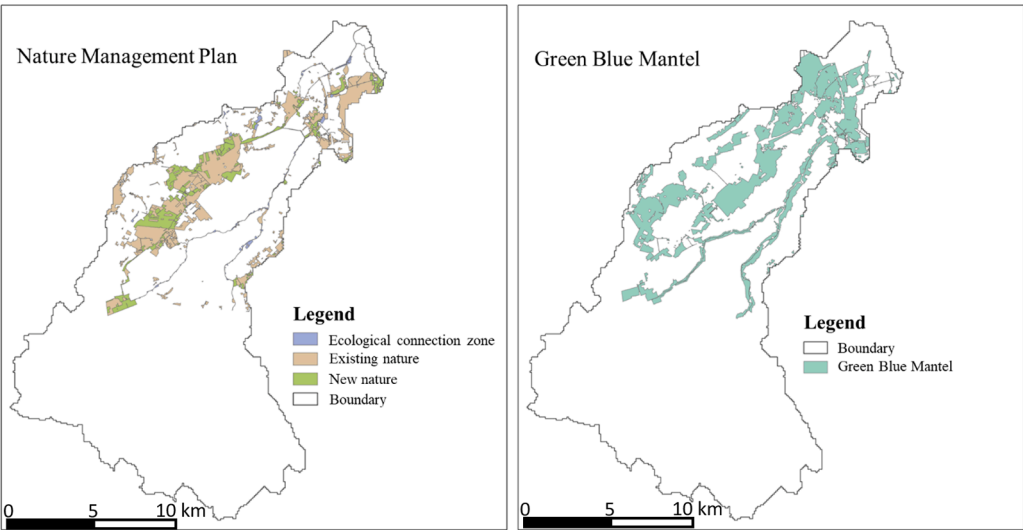 Nature Management Plan
Legend
Ecological connection zone
Existing nature
New nature
Boundary
0 5 10 km
Green Blue Mantel
Legend
Boundary
Green Blue Mantel
0 5 10 km